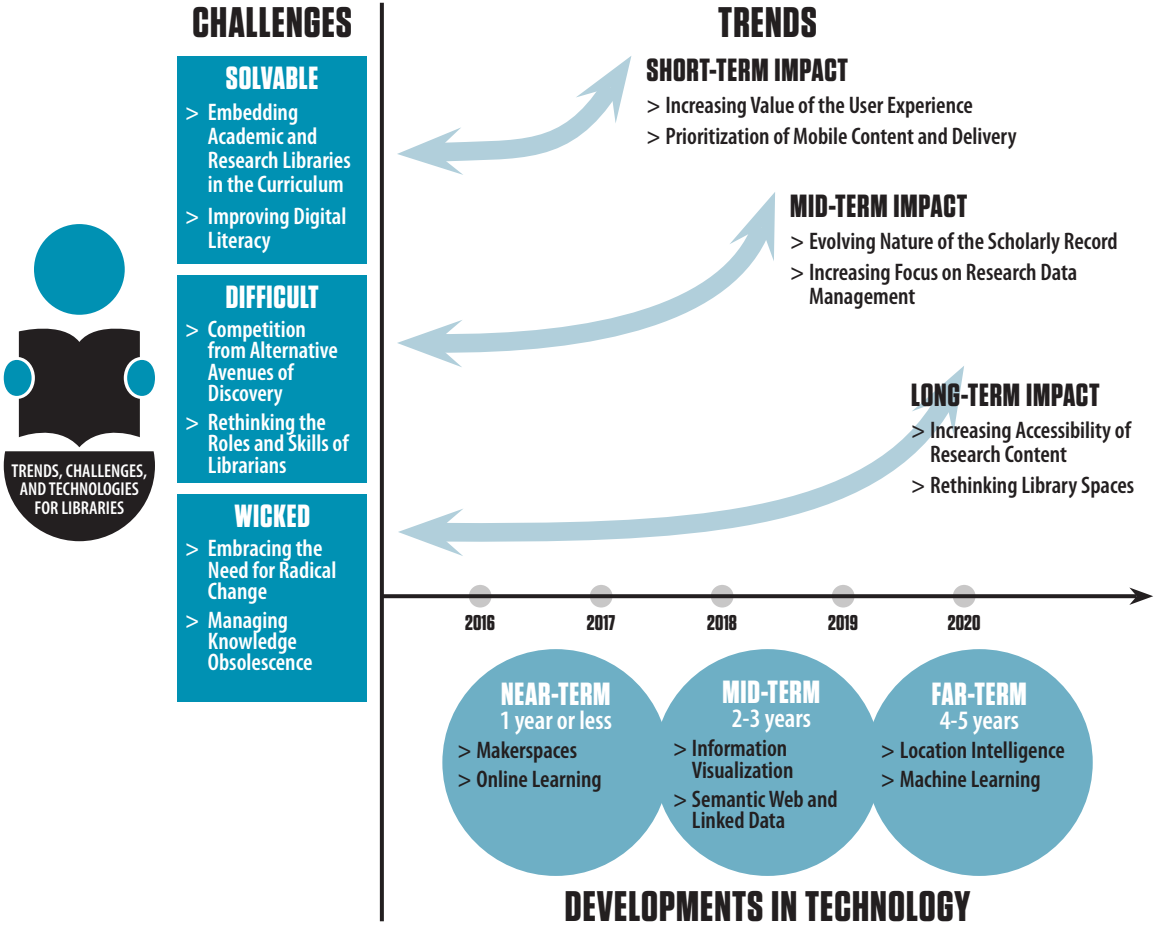 CHALLENGES
SOLVABLE
> Embedding
Academic and
Research Libraries
in the Curriculum
> Improving Digital
Literacy
DIFFICULT
> Competition
from Alternative
Avenues of
Discovery
> Rethinking the
Roles and Skills of
Librarians
WICKED
> Embracing the
Need for Radical
Change
> Managing
Knowledge
Obsolescence
TRENDS, CHALLENGES,
AND TECHNOLOGIES
FOR LIBRARIES
TRENDS
SHORT-TERM IMPACT
> Increasing Value of the User Experience
> Prioritization of Mobile Content and Delivery
MID-TERM IMPACT
> Evolving Nature of the Scholarly Record
> Increasing Focus on Research Data
Management
LONG-TERM IMPACT
> Increasing Accessibility of
Research Content
> Rethinking Library Spaces
2016 2017 2018 2019 2020
NEAR-TERM
1 year or less
> Makerspaces
> Online Learning
MID-TERM
2-3 years
> Information
Visualization
> Semantic Web and
Linked Data
FAR-TERM
4-5 years
> Location Intelligence
> Machine Learning
DEVELOPMENTS IN TECHNOLOGY